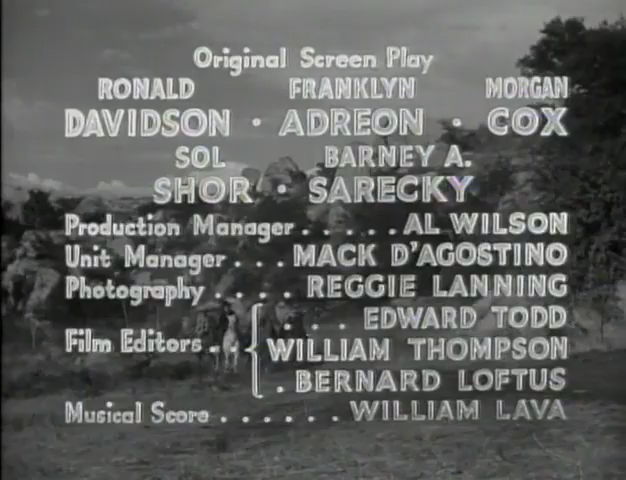 Original Screen Play
RONALD FRANKLYN MORGAN
DAVIDSON · ADREON · COX
SOL BARNEY A.
SHOR · SARECKY
Production Manager . . . . . AL WILSON
Unit Manager . . . MACK D'AGOSTINO
Photography . . . . REGGIE LANNING
. . . EDWARD TODD
Film Editors . . { WILLIAM THOMPSON
. BERNARD LOFTUS
Musical Score . . . . . . WILLIAM LAVA